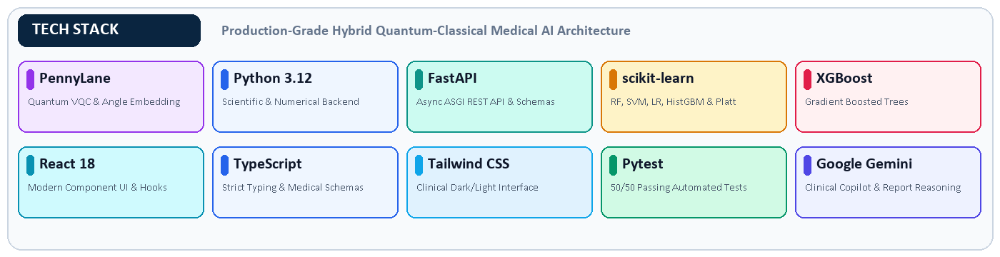 TECH STACK
Production-Grade Hybrid Quantum-Classical Medical AI Architecture
PennyLane
Quantum VQC & Angle Embedding
Python 3.12
Scientific & Numerical Backend
FastAPI
Async ASGI REST API & Schemas
scikit-learn
RF, SVM, LR, HistGBM & Platt
XGBoost
Gradient Boosted Trees
React 18
Modern Component UI & Hooks
TypeScript
Strict Typing & Medical Schemas
Tailwind CSS
Clinical Dark/Light Interface
Pytest
50/50 Passing Automated Tests
Google Gemini
Clinical Copilot & Report Reasoning